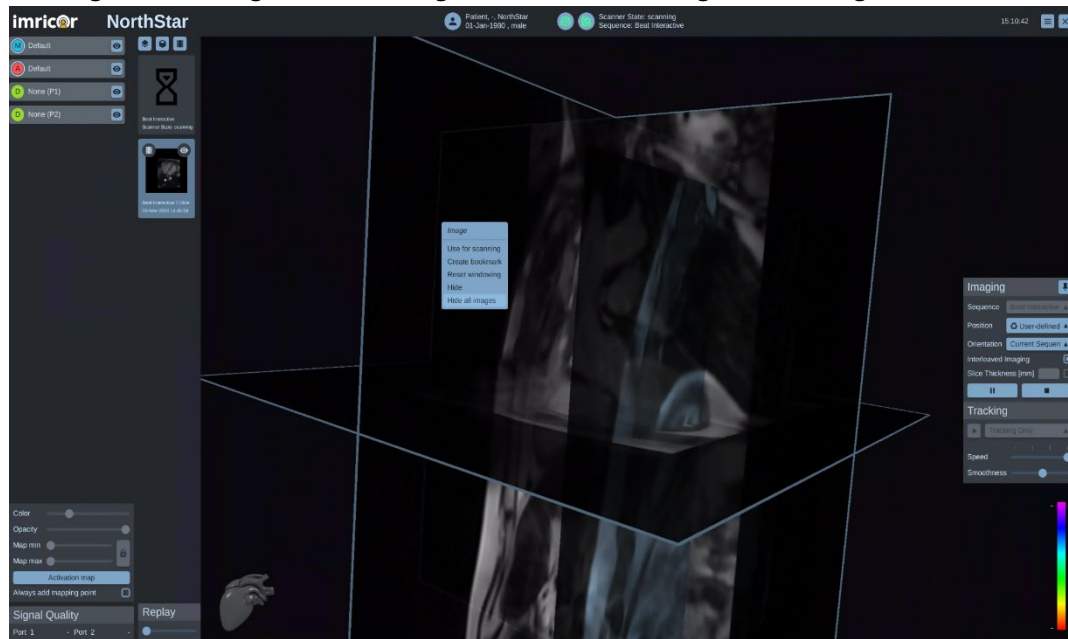 imricor NorthStar
Patient, -, NorthStar
01-Jan-1980 , male
Scanner State: scanning
Sequence: Beat Interactive
15:10:42
M Default
A Default
D None (P1)
D None (P2)
Beat Interactive
Scanner State: scanning
Image
Use for scanning
Create bookmark
Reset windowing
Hide
Hide all images
Imaging
Sequence Beat Interactive
Position User-defined
Orientation Current Sequen
Interleaved Imaging
Slice Thickness [mm]
Tracking
Tracking Only
Speed
Smoothness
Color
Opacity
Map min
Map max
Activation map
Always add mapping point
Signal Quality
Port 1 - Port 2 -
Replay